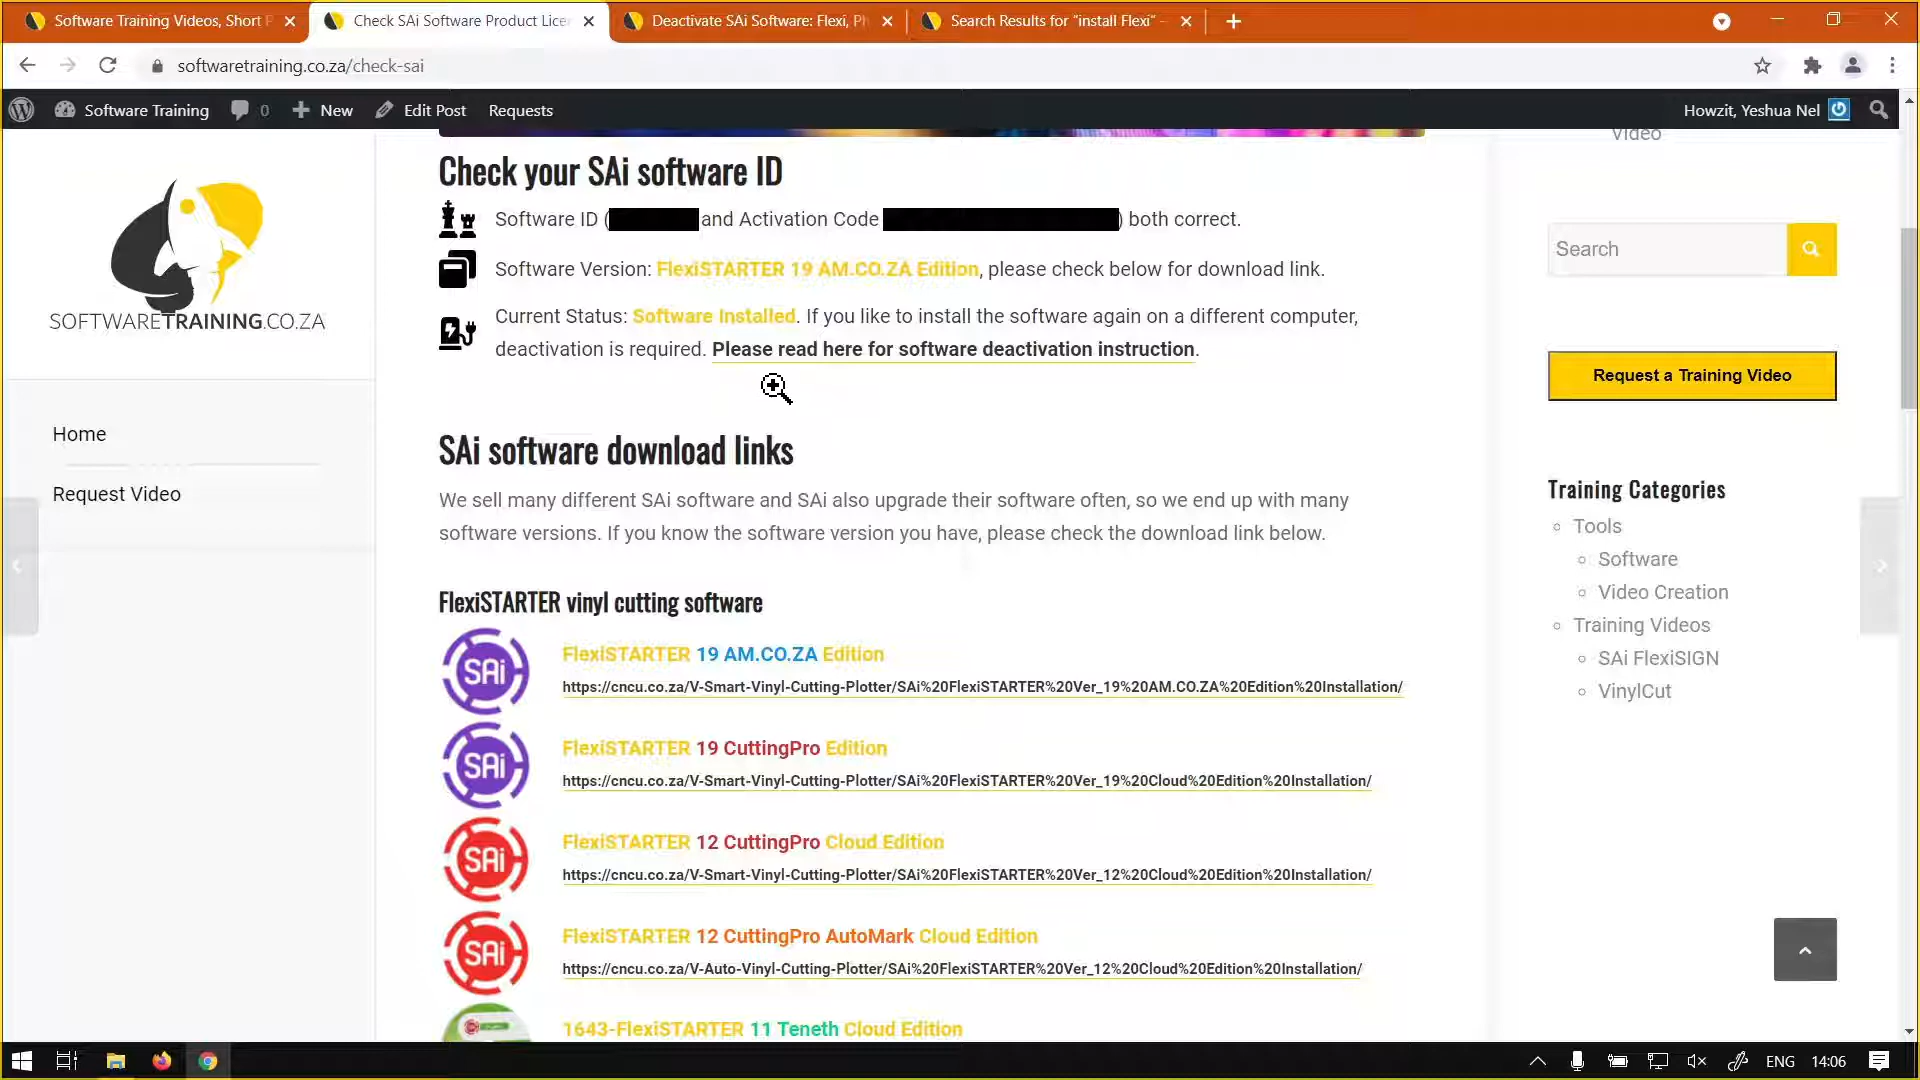 Software Training Videos, Short F
Check SAi Software Product Lice
Deactivate SAi Software: Flexi, Ph
Search Results for "install Flexi" -
softwaretraining.co.za/check-sai
Software Training
0
New
Edit Post
Requests
Howzit, Yeshua Nel
Video
SOFTWARETRAINING.CO.ZA
Home
Request Video
Check your SAi software ID
Software ID (
and Activation Code
) both correct.
Software Version: FlexiSTARTER 19 AM.CO.ZA Edition, please check below for download link.
Current Status: Software Installed. If you like to install the software again on a different computer,
deactivation is required. Please read here for software deactivation instruction.
SAi software download links
We sell many different SAi software and SAi also upgrade their software often, so we end up with many
software versions. If you know the software version you have, please check the download link below.
FlexiSTARTER vinyl cutting software
SAi
FlexiSTARTER 19 AM.CO.ZA Edition
https://cncu.co.za/V-Smart-Vinyl-Cutting-Plotter/SAi%20FlexiSTARTER%20Ver_19%20AM.CO.ZA%20Edition%20Installation/
SAi
FlexiSTARTER 19 CuttingPro Edition
https://cncu.co.za/V-Smart-Vinyl-Cutting-Plotter/SAi%20FlexiSTARTER%20Ver_19%20Cloud%20Edition%20Installation/
SAi
FlexiSTARTER 12 CuttingPro Cloud Edition
https://cncu.co.za/V-Smart-Vinyl-Cutting-Plotter/SAi%20FlexiSTARTER%20Ver_12%20Cloud%20Edition%20Installation/
SAi
FlexiSTARTER 12 CuttingPro AutoMark Cloud Edition
https://cncu.co.za/V-Auto-Vinyl-Cutting-Plotter/SAi%20FlexiSTARTER%20Ver_12%20Cloud%20Edition%20Installation/
1643-FlexiSTARTER 11 Teneth Cloud Edition
Search
Request a Training Video
Training Categories
Tools
Software
Video Creation
Training Videos
SAi FlexiSIGN
VinylCut
ENG
14:06